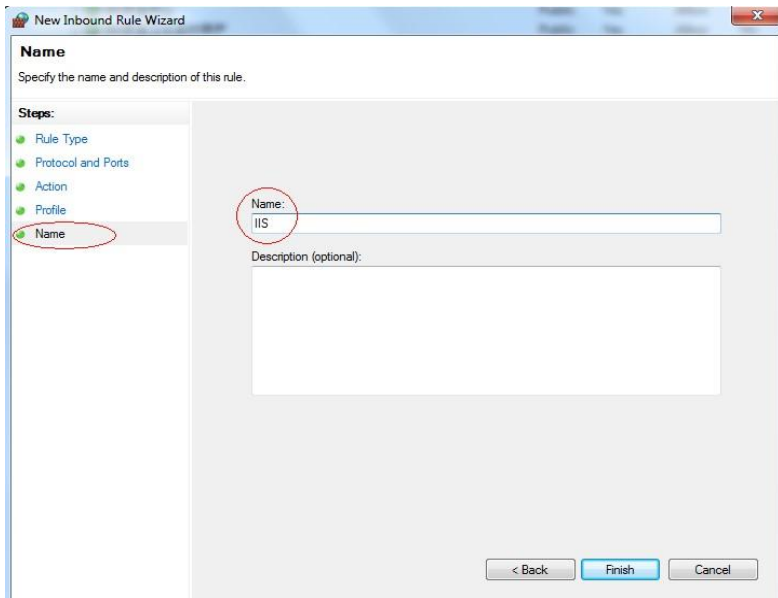 New Inbound Rule Wizard
Name
Specify the name and description of this rule.
Steps:
Rule Type
Protocol and Ports
Action
Profile
Name
Name:
IIS
Description (optional):
< Back
Finish
Cancel